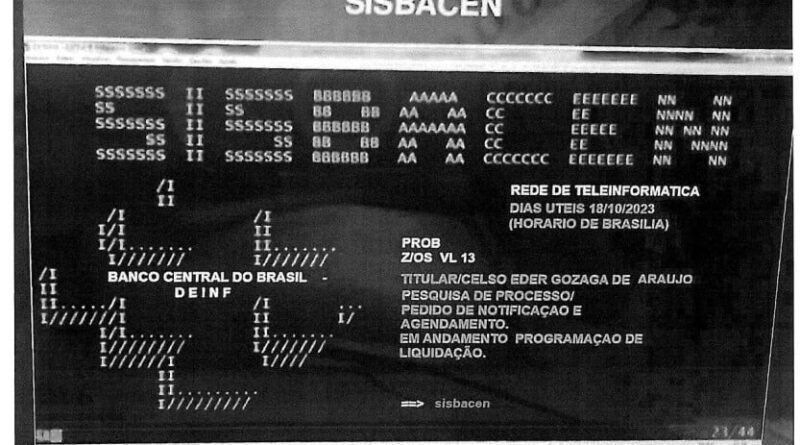 SISBACEN
SSSSSSS II SSSSSSS BBBBBB AAAAA CCCCCCC EEEEEEE NN NN
SS II SS BB BB AA AA CC EE NNNN NN
SSSSSSS II SSSSSSS BBBBBB AAAAAAA CC EEEEE NN NN NN
SS II SS BB BB AA AA CC EE NN NNNN
SSSSSSS II SSSSSSS BBBBBB AA AA CCCCCCC EEEEEEE NN NN
REDE DE TELEINFORMATICA
DIAS UTEIS 18/10/2023
(HORARIO DE BRASILIA)
PROB
Z/OS VL 13
BANCO CENTRAL DO BRASIL -
DEINF
TITULAR/CELSO EDER GOZAGA DE ARAUJO
PESQUISA DE PROCESSO/
PEDIDO DE NOTIFICAÇAO E
AGENDAMENTO.
EM ANDAMENTO PROGRAMAÇAO DE
LIQUIDAÇÃO.
==> sisbacen
23/44